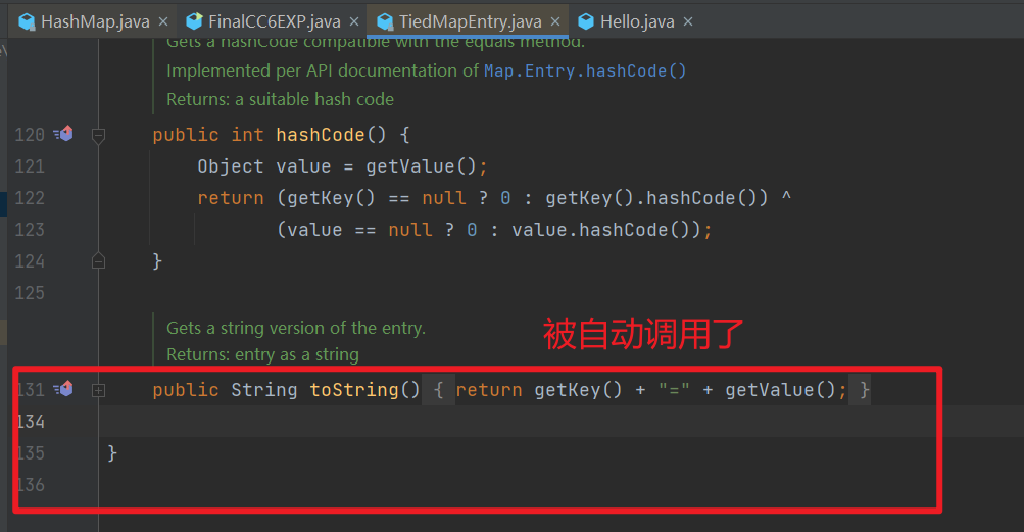 HashMap.java × FinalCC6EXP.java × TiedMapEntry.java × Hello.java ×
Gets a hashCode compatible with the equals method.
Implemented per API documentation of Map.Entry.hashCode()
Returns: a suitable hash code
120 public int hashCode() {
121 Object value = getValue();
122 return (getKey() == null ? 0 : getKey().hashCode()) ^
123 (value == null ? 0 : value.hashCode());
124 }
125
Gets a string version of the entry.
被自动调用了
Returns: entry as a string
131 public String toString() { return getKey() + "=" + getValue(); }
134
135 }
136